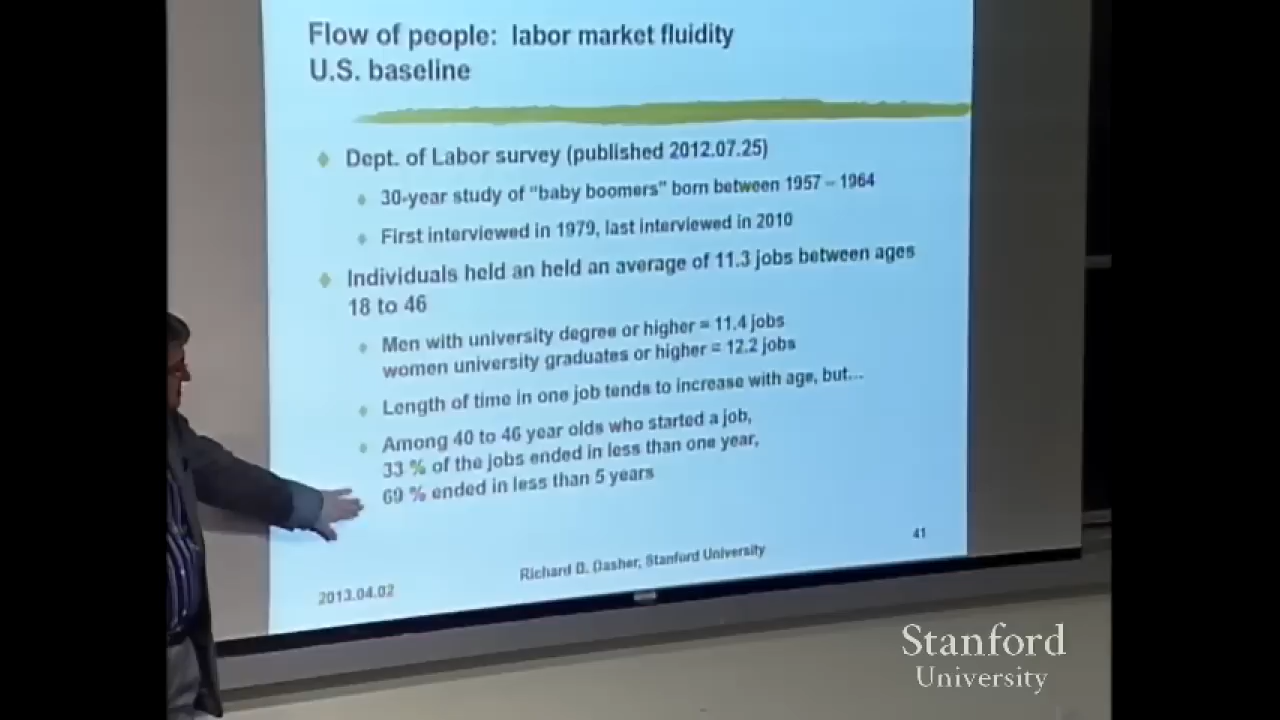 Flow of people: labor market fluidity
U.S. baseline
Dept. of Labor survey (published 2012.07.25)
30-year study of "baby boomers" born between 1957 – 1964
First interviewed in 1979, last interviewed in 2010
Individuals held an held an average of 11.3 jobs between ages
18 to 46
Men with university degree or higher = 11.4 jobs
women university graduates or higher = 12.2 jobs
Length of time in one job tends to increase with age, but...
Among 40 to 46 year olds who started a job,
33 % of the jobs ended in less than one year,
69 % ended in less than 5 years
41
Richard D. Dasher, Stanford University
2013.04.02
Stanford
University